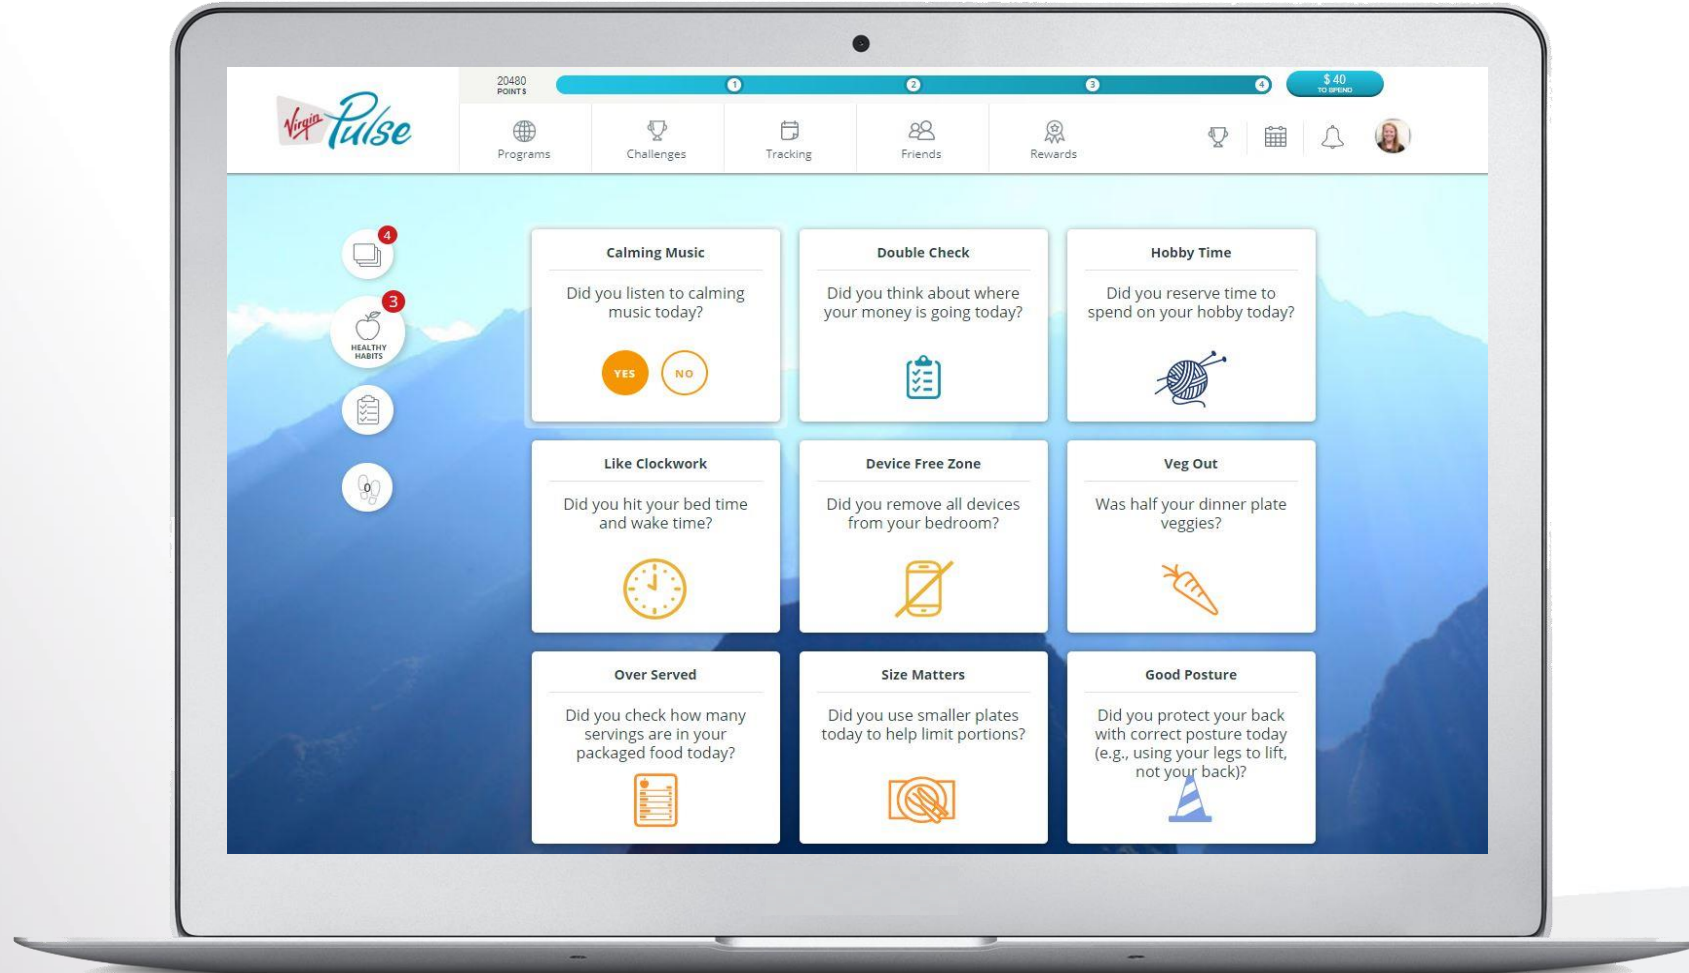 20480
POINTS
1
2
3
4
$ 40
TO SPEND
Virgin Pulse
Programs
Challenges
Tracking
Friends
Rewards
4
3
HEALTHY
HABITS
0
Calming Music
Did you listen to calming
music today?
YES
NO
Double Check
Did you think about where
your money is going today?
Hobby Time
Did you reserve time to
spend on your hobby today?
Like Clockwork
Did you hit your bed time
and wake time?
Device Free Zone
Did you remove all devices
from your bedroom?
Veg Out
Was half your dinner plate
veggies?
Over Served
Did you check how many
servings are in your
packaged food today?
Size Matters
Did you use smaller plates
today to help limit portions?
Good Posture
Did you protect your back
with correct posture today
(e.g., using your legs to lift,
not your back)?